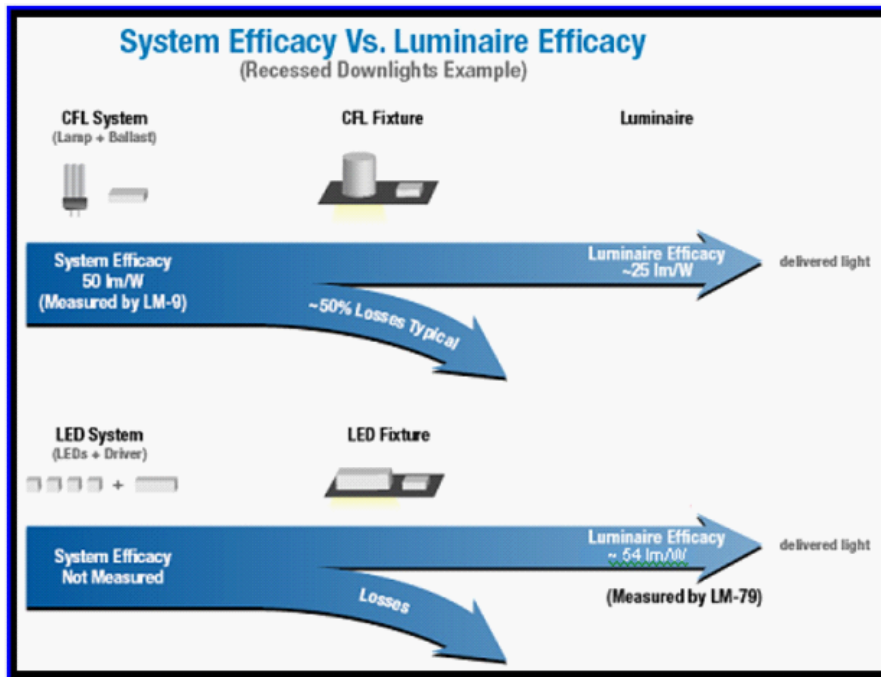 System Efficacy Vs. Luminaire Efficacy
(Recessed Downlights Example)
CFL System
(Lamp + Ballast)
CFL Fixture
Luminaire
System Efficacy
50 lm/W
(Measured by LM-9)
~50% Losses Typical
Luminaire Efficacy
~25 lm/W
delivered light
LED System
(LEDs + Driver)
LED Fixture
+
System Efficacy
Not Measured
Losses
Luminaire Efficacy
~ 54 lm/W
delivered light
(Measured by LM-79)